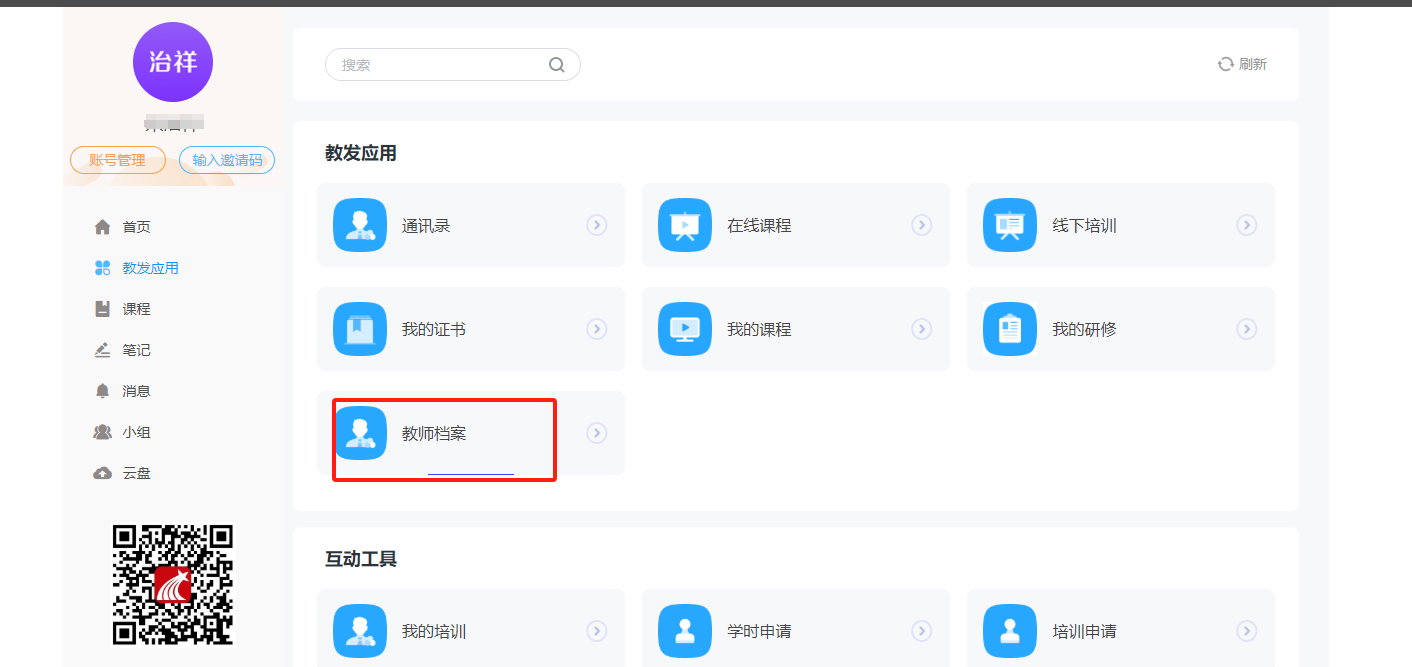 治祥
账号管理
输入邀请码
首页
教发应用
课程
笔记
消息
小组
云盘
搜索
刷新
教发应用
通讯录
在线课程
线下培训
我的证书
我的课程
我的研修
教师档案
互动工具
我的培训
学时申请
培训申请